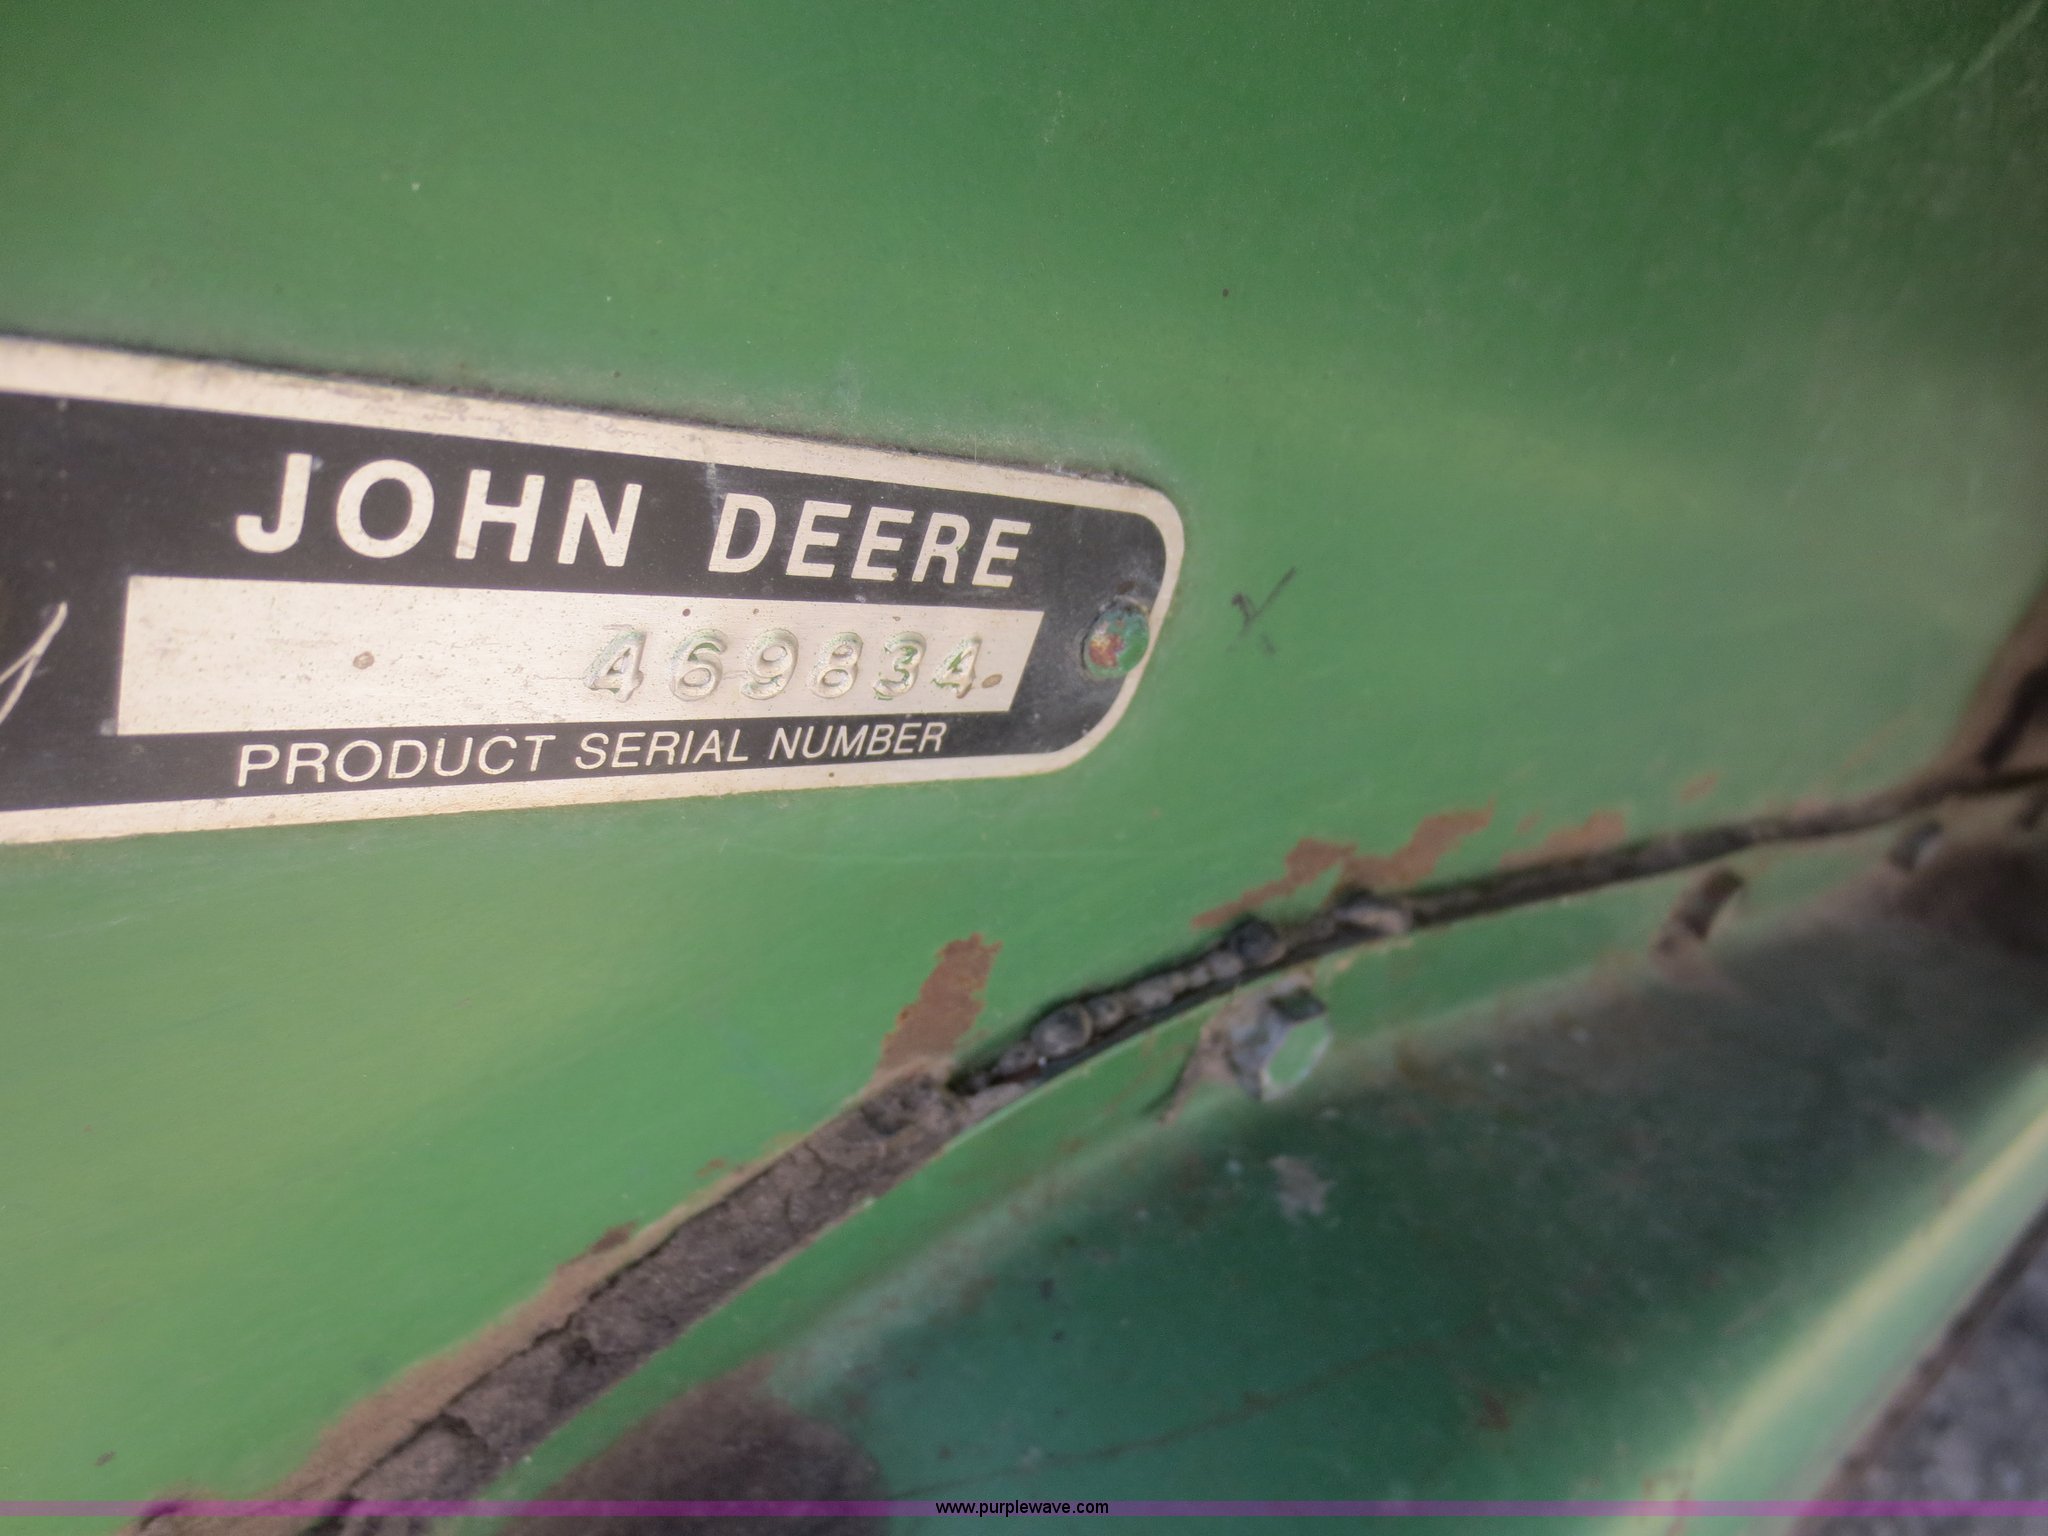 JOHN DEERE
469834
PRODUCT SERIAL NUMBER
www.purplewave.com